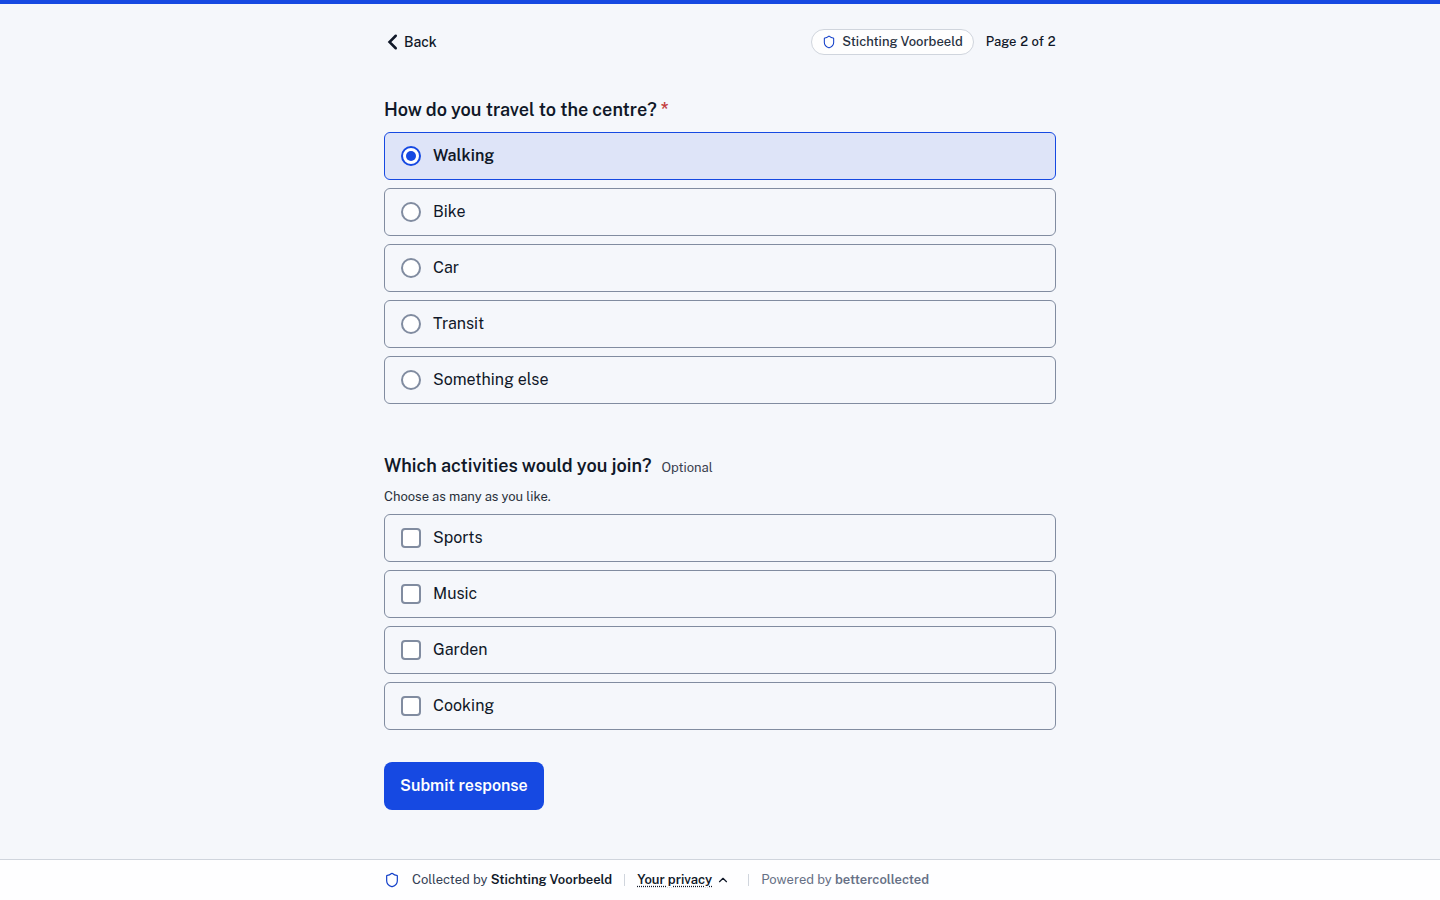 Back
Stichting Voorbeeld
Page 2 of 2
How do you travel to the centre? *
Walking
Bike
Car
Transit
Something else
Which activities would you join? Optional
Choose as many as you like.
Sports
Music
Garden
Cooking
Submit response
Collected by Stichting Voorbeeld
Your privacy
Powered by bettercollected